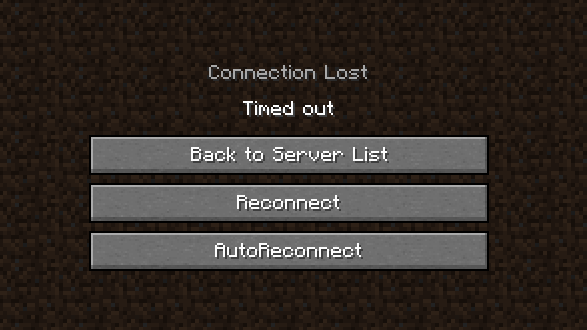 Connection Lost
Timed out
Back to Server List
Reconnect
AutoReconnect